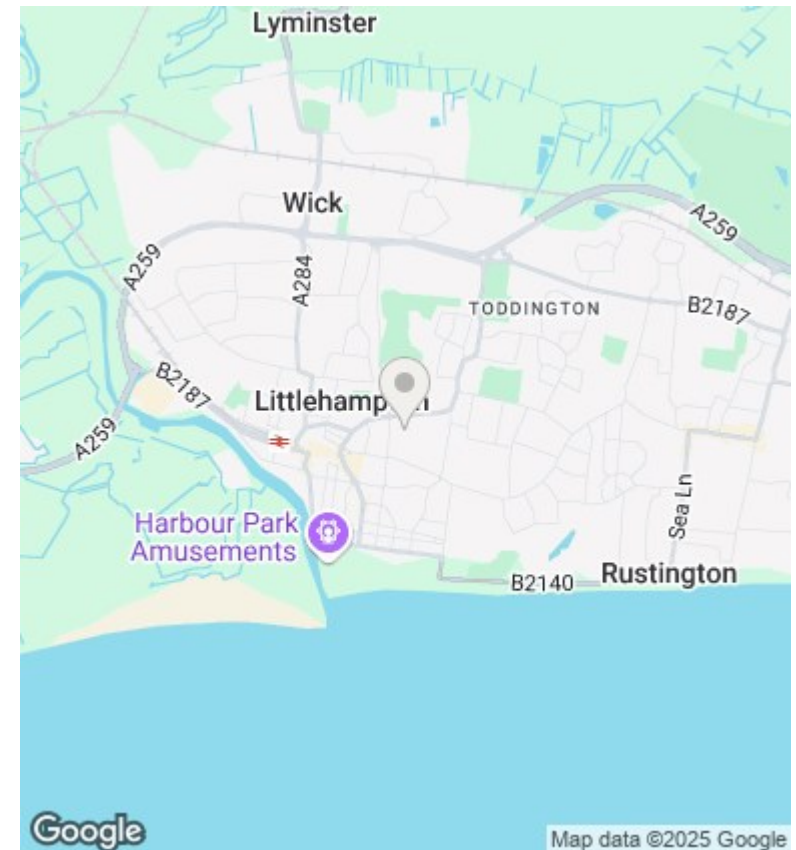 Lyminster
Wick
A259
A259
A284
TODDINGTON
B2187
B2187
Littlehampton
A259
Harbour Park
Amusements
Sea Ln
B2140
Rustington
Google
Map data ©2025 Google